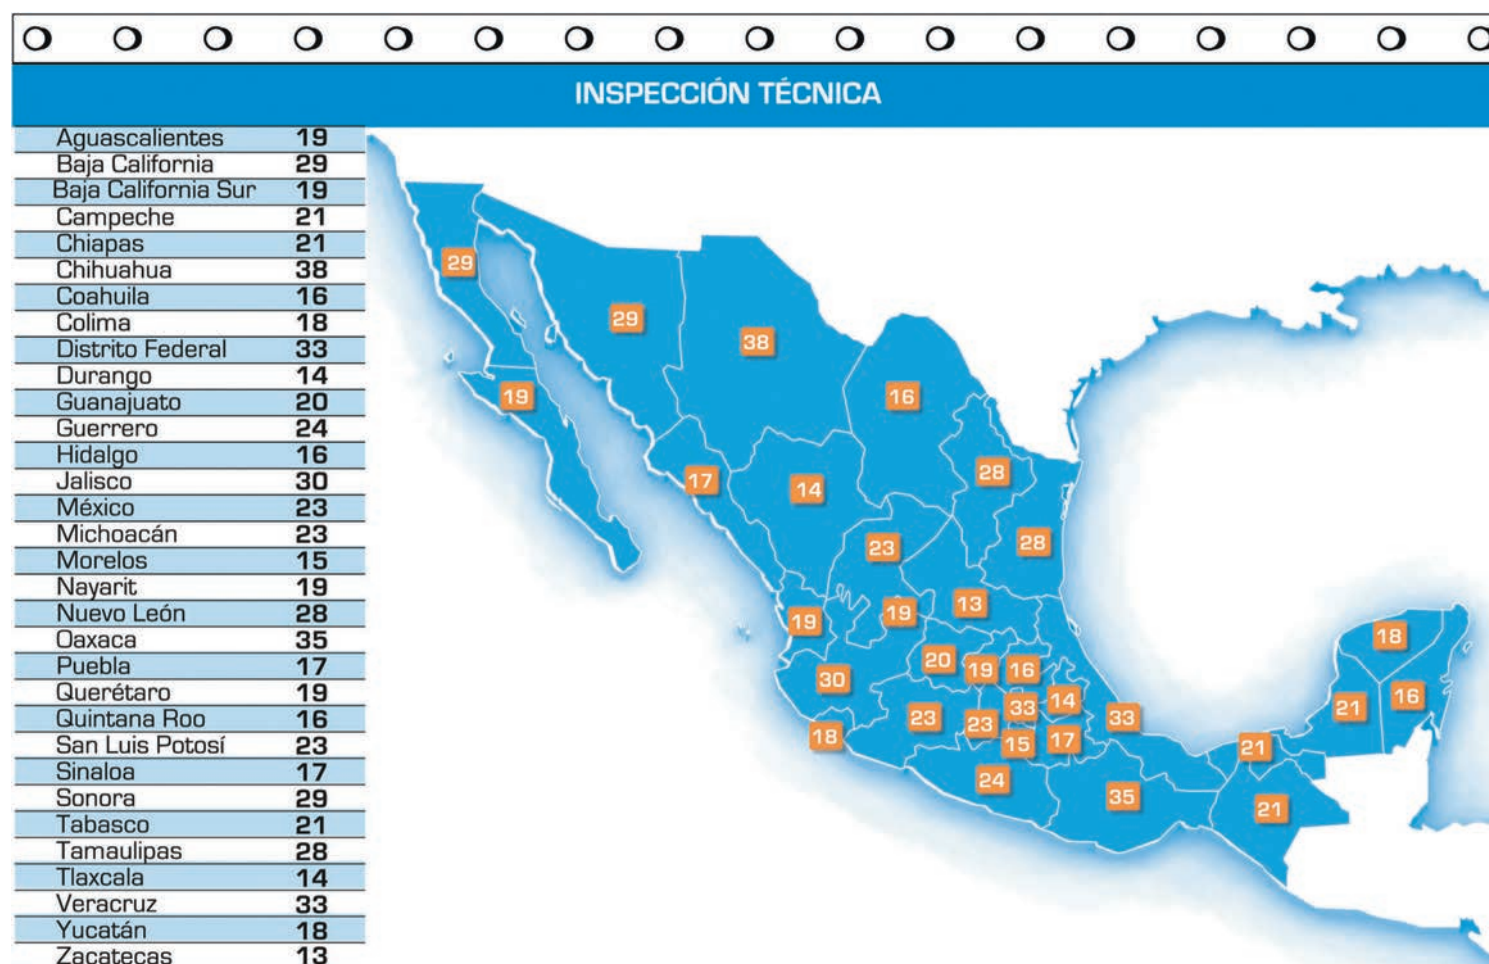 INSPECCIÓN TÉCNICA
Aguascalientes 19
Baja California 29
Baja California Sur 19
Campeche 21
Chiapas 21
Chihuahua 38
Coahuila 16
Colima 18
Distrito Federal 33
Durango 14
Guanajuato 20
Guerrero 24
Hidalgo 16
Jalisco 30
México 23
Michoacán 23
Morelos 15
Nayarit 19
Nuevo León 28
Oaxaca 35
Puebla 17
Querétaro 19
Quintana Roo 16
San Luis Potosí 23
Sinaloa 17
Sonora 29
Tabasco 21
Tamaulipas 28
Tlaxcala 14
Veracruz 33
Yucatán 18
Zacatecas 13
29
29
38
19
16
17
14
28
23
28
19
19
13
18
30
20
19
16
14
33
21
16
18
23
23
33
15
17
21
24
35
21